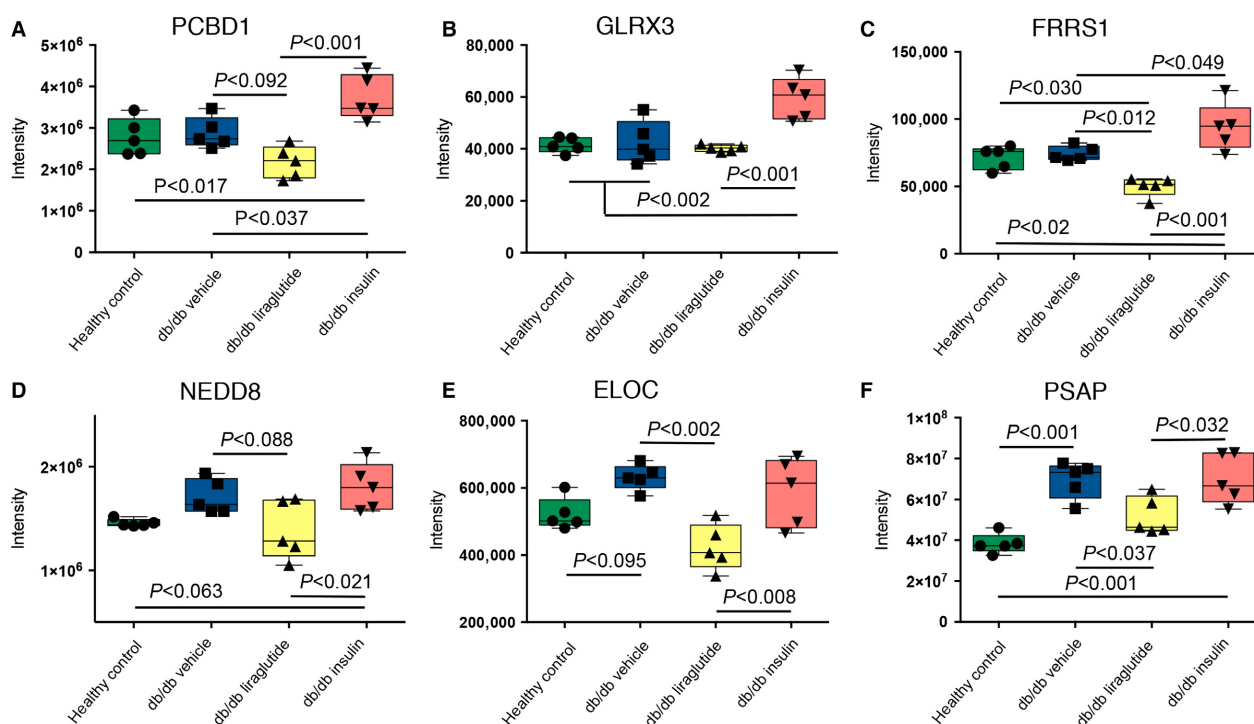 A
PCBD1
Intensity
5×10⁶
4×10⁶
3×10⁶
2×10⁶
1×10⁶
0
P<0.001
P<0.092
P<0.017
P<0.037
Healthy control
db/db vehicle
db/db liraglutide
db/db insulin
B
GLRX3
Intensity
80,000
60,000
40,000
20,000
0
P<0.001
P<0.002
Healthy control
db/db vehicle
db/db liraglutide
db/db insulin
C
FRRS1
Intensity
150,000
100,000
50,000
0
P<0.049
P<0.030
P<0.012
P<0.001
P<0.02
Healthy control
db/db vehicle
db/db liraglutide
db/db insulin
D
NEDD8
Intensity
2×10⁶
1×10⁶
P<0.088
P<0.021
P<0.063
Healthy control
db/db vehicle
db/db liraglutide
db/db insulin
E
ELOC
Intensity
800,000
600,000
400,000
200,000
P<0.002
P<0.095
P<0.008
Healthy control
db/db vehicle
db/db liraglutide
db/db insulin
F
PSAP
Intensity
1×10⁸
8×10⁷
6×10⁷
4×10⁷
2×10⁷
0
P<0.001
P<0.032
P<0.037
P<0.001
Healthy control
db/db vehicle
db/db liraglutide
db/db insulin